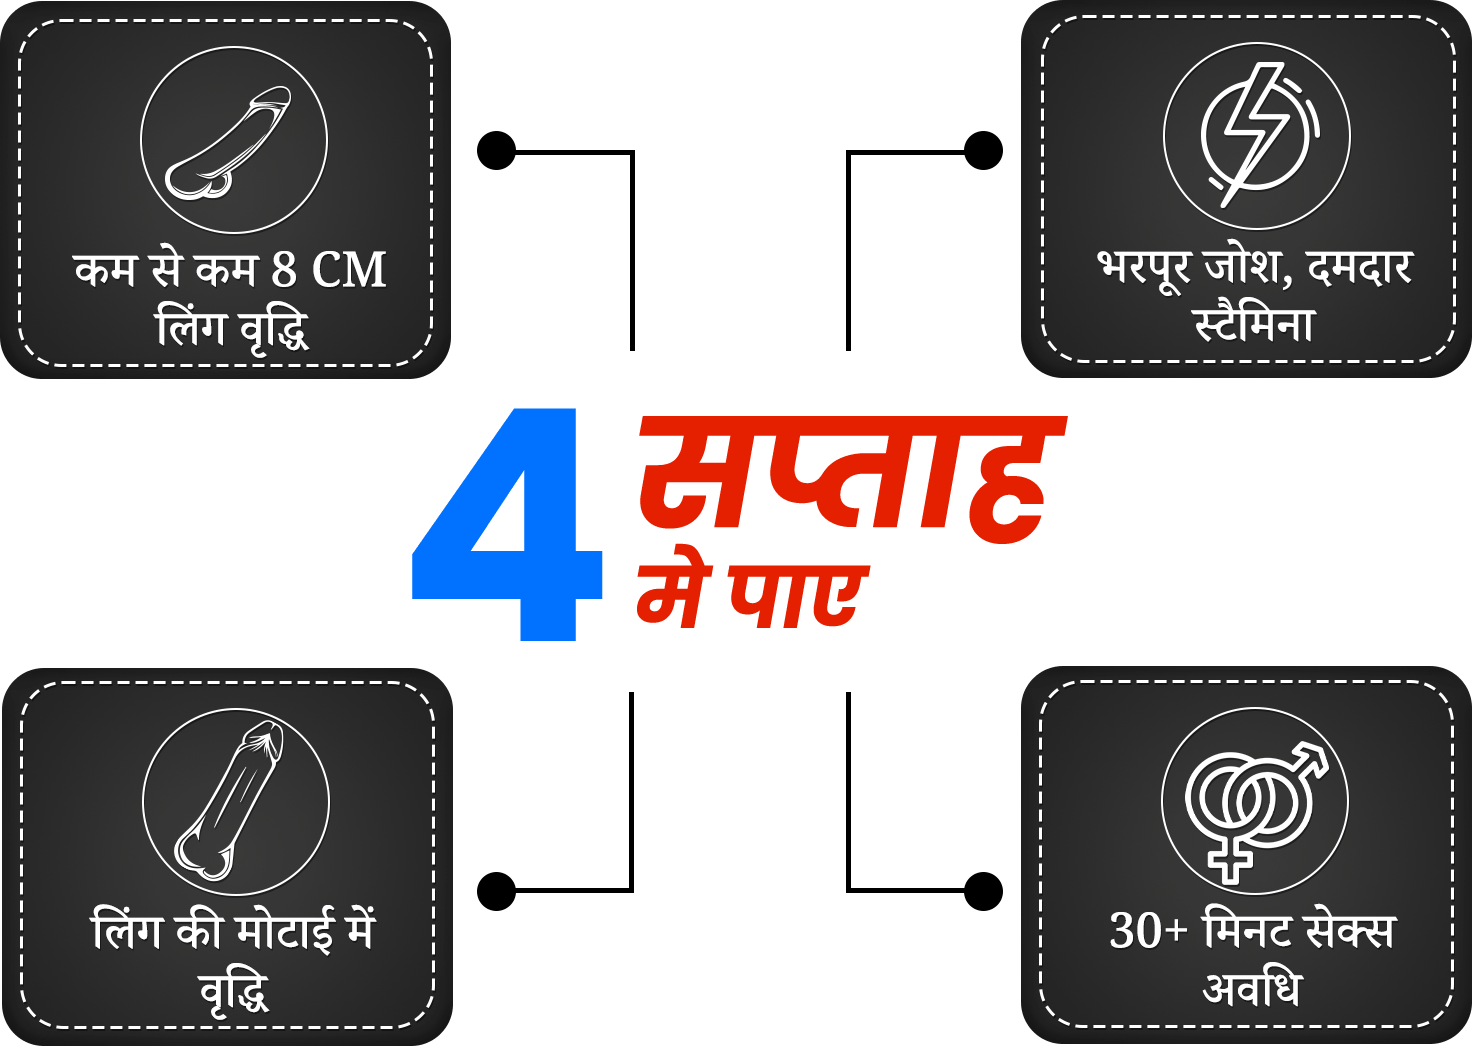 कम से कम 8 CM
लिंग वृद्धि
भरपूर जोश, दमदार
स्टैमिना
4 सप्ताह
मे पाए
लिंग की मोटाई में
वृद्धि
30+ मिनट सेक्स
अवधि